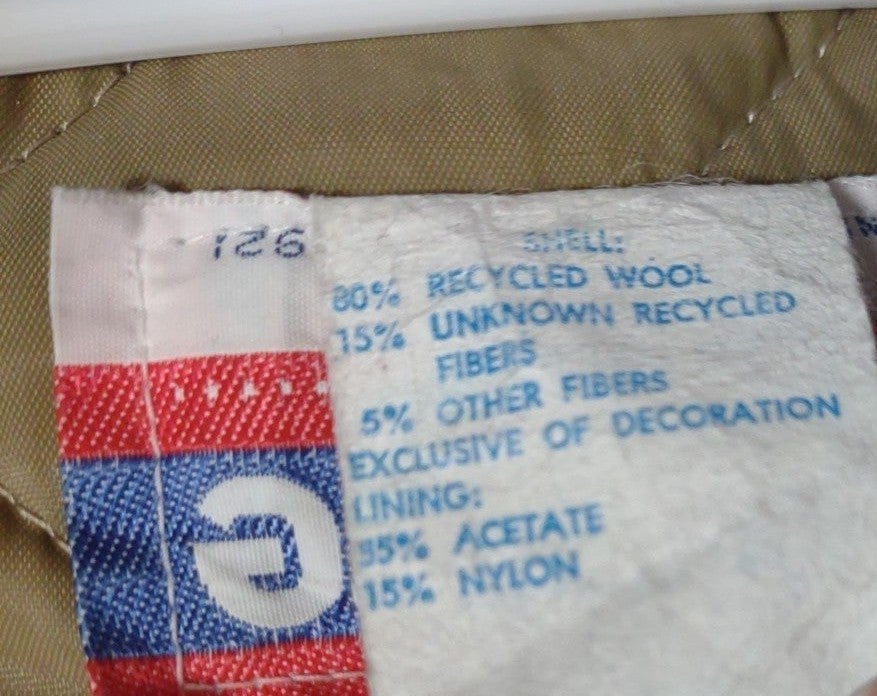 126
SHELL:
80% RECYCLED WOOL
15% UNKNOWN RECYCLED
FIBERS
5% OTHER FIBERS
EXCLUSIVE OF DECORATION
LINING:
85% ACETATE
15% NYLON
G